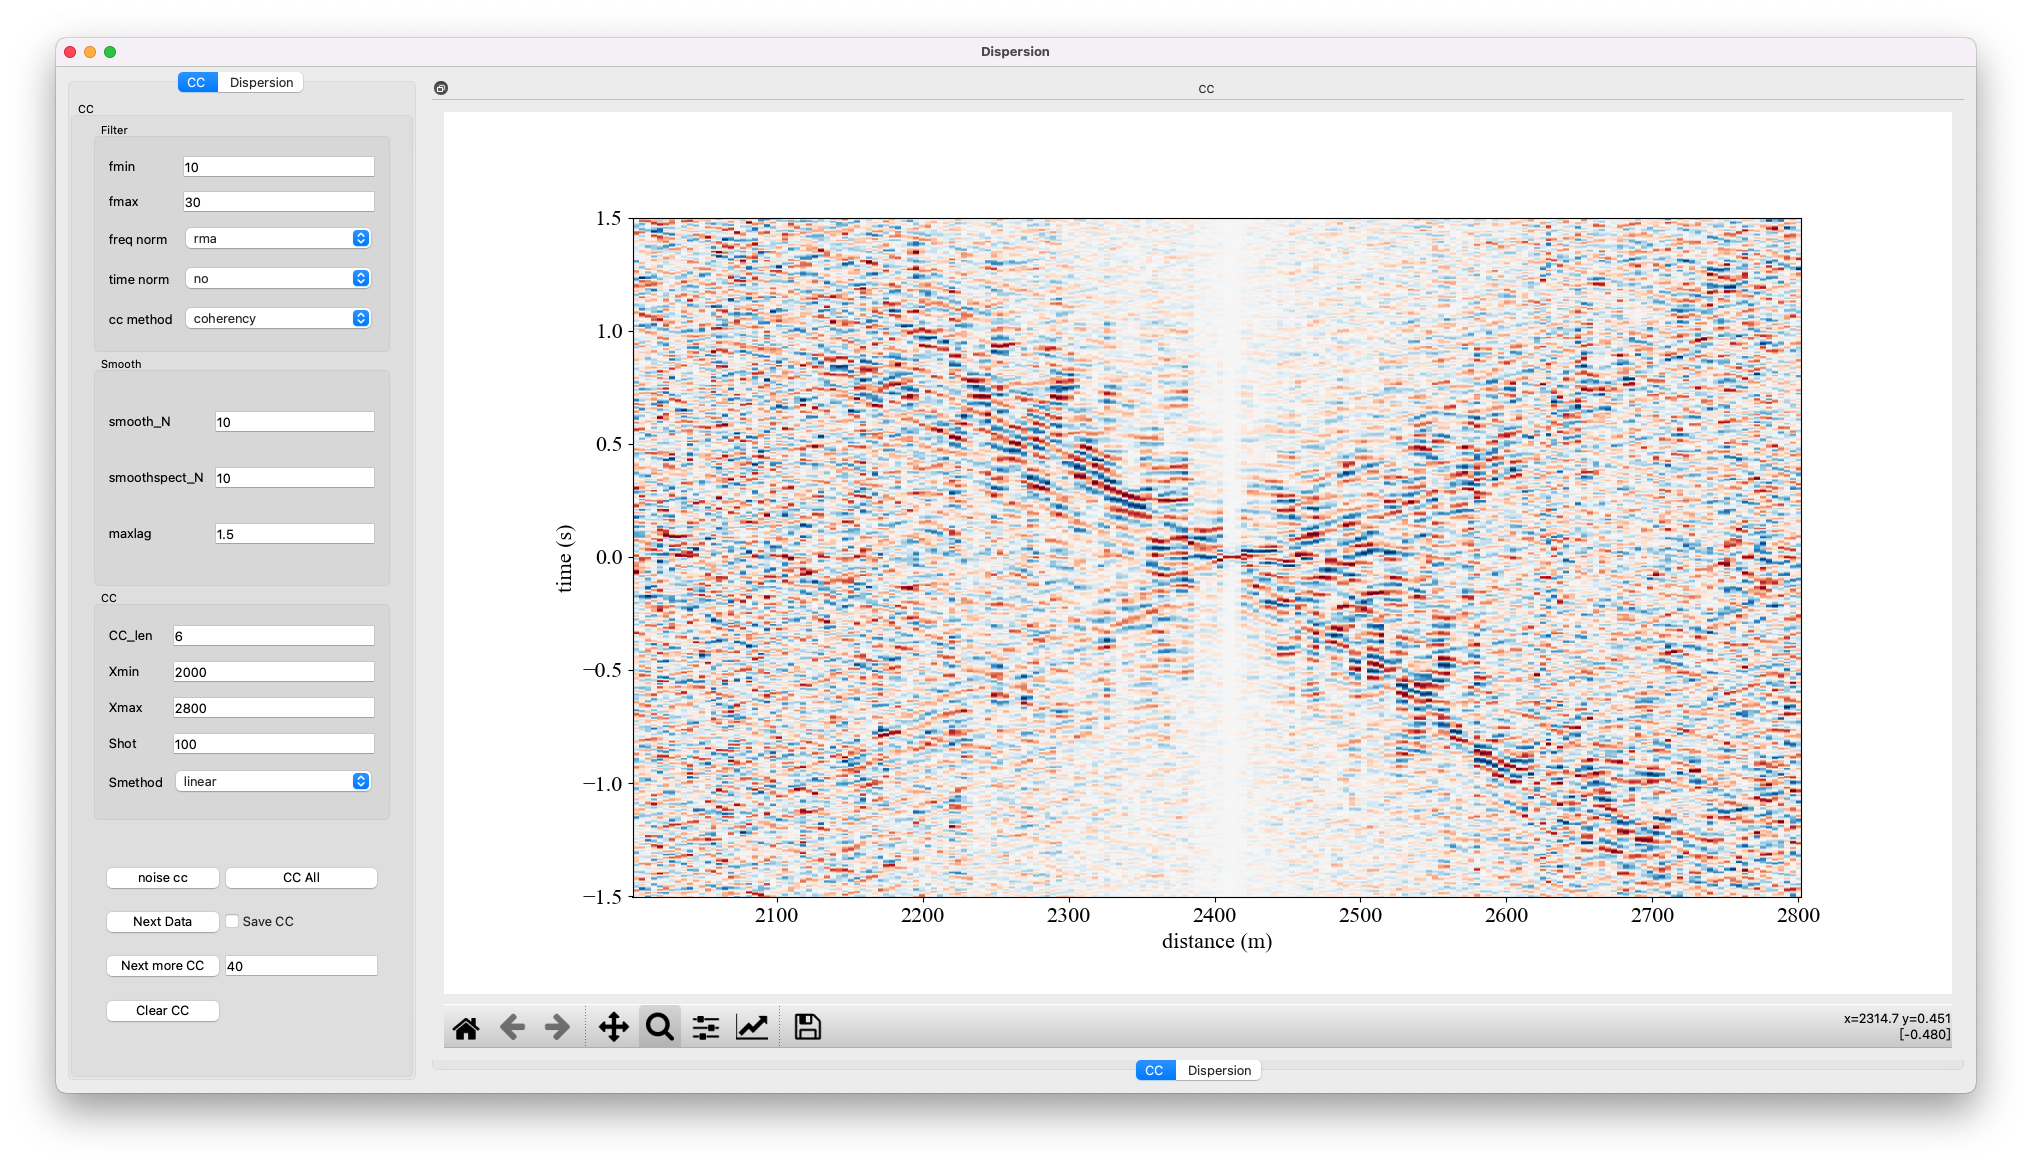 Dispersion
CC Dispersion
CC
Filter
fmin 10
fmax 30
freq norm rma
time norm no
cc method coherency
Smooth
smooth_N 10
smoothspect_N 10
maxlag 1.5
CC
CC_len 6
Xmin 2000
Xmax 2800
Shot 100
Smethod linear
noise cc CC All
Next Data Save CC
Next more CC 40
Clear CC
CC
1.5
1.0
0.5
0.0
−0.5
−1.0
−1.5
time (s)
2100 2200 2300 2400 2500 2600 2700 2800
distance (m)
x=2314.7 y=0.451
[-0.480]
CC Dispersion